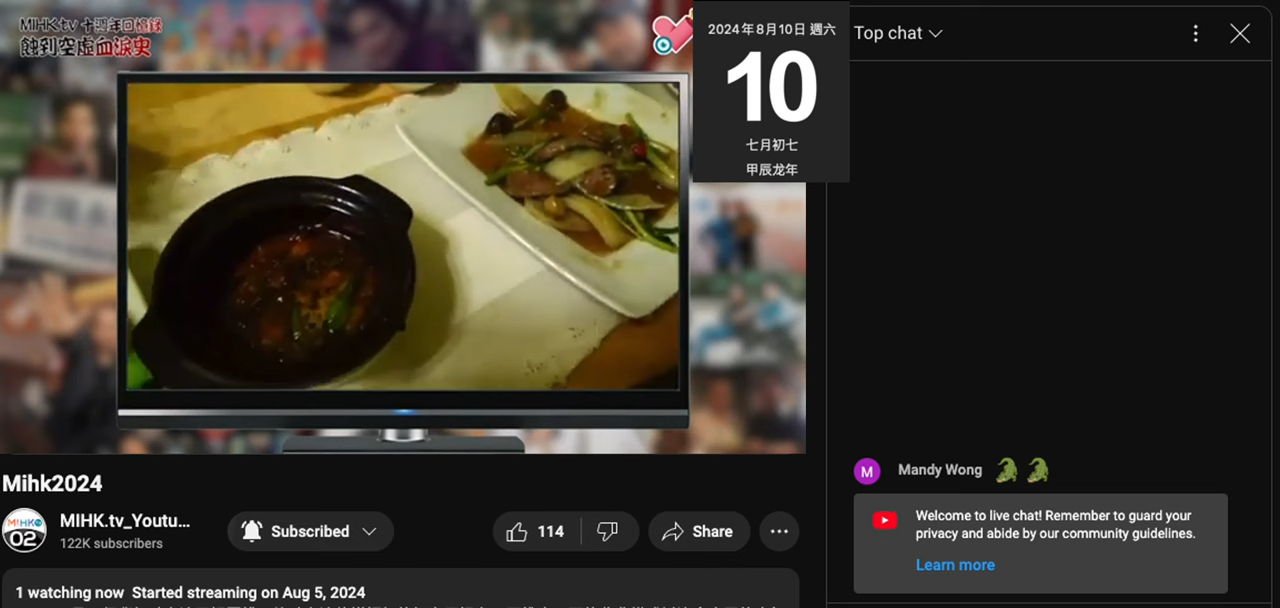 MIHK.tv 十週年回憶錄
蝕到空虛血淚史
2024年8月10日 週六
10
七月初七
甲辰龙年
Top chat
Mandy Wong
M
Welcome to live chat! Remember to guard your
privacy and abide by our community guidelines.
Learn more
Mihk2024
MIHK.tv_Youtu...
122K subscribers
MIHK
02
Subscribed
114
Share
1 watching now Started streaming on Aug 5, 2024